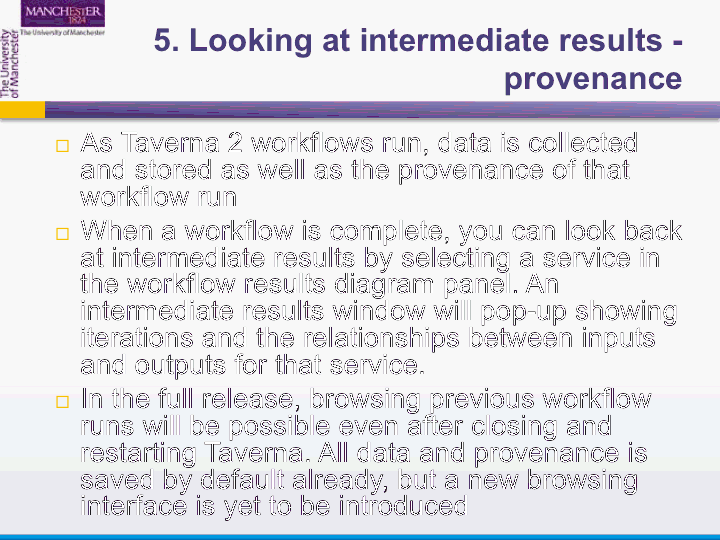 MANCHESTER
1824
The University of Manchester
The University
of Manchester
5. Looking at intermediate results -
provenance
As Taverna 2 workflows run, data is collected
and stored as well as the provenance of that
workflow run
When a workflow is complete, you can look back
at intermediate results by selecting a service in
the workflow results diagram panel. An
intermediate results window will pop-up showing
iterations and the relationships between inputs
and outputs for that service.
In the full release, browsing previous workflow
runs will be possible even after closing and
restarting Taverna. All data and provenance is
saved by default already, but a new browsing
interface is yet to be introduced